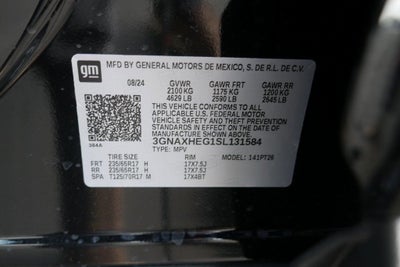 gm
MFD BY GENERAL MOTORS DE MEXICO, S. DE R.L. DE C.V.
08/24 GVWR GAWR FRT GAWR RR
2100 KG 1175 KG 1200 KG
4629 LB 2590 LB 2645 LB
THIS VEHICLE CONFORMS TO ALL
APPLICABLE U.S. FEDERAL MOTOR
VEHICLE SAFETY AND THEFT PREVENTION
STANDARDS IN EFFECT ON THE DATE OF
MANUFACTURE SHOWN ABOVE.
3GNAXHEG1SL131584
384A
TYPE: MPV MODEL: 141PT26
TIRE SIZE RIM
FRT 235/65R17 H 17X7.5J
RR 235/65R17 H 17X7.5J
SPA T125/70R17 M 17X4BT